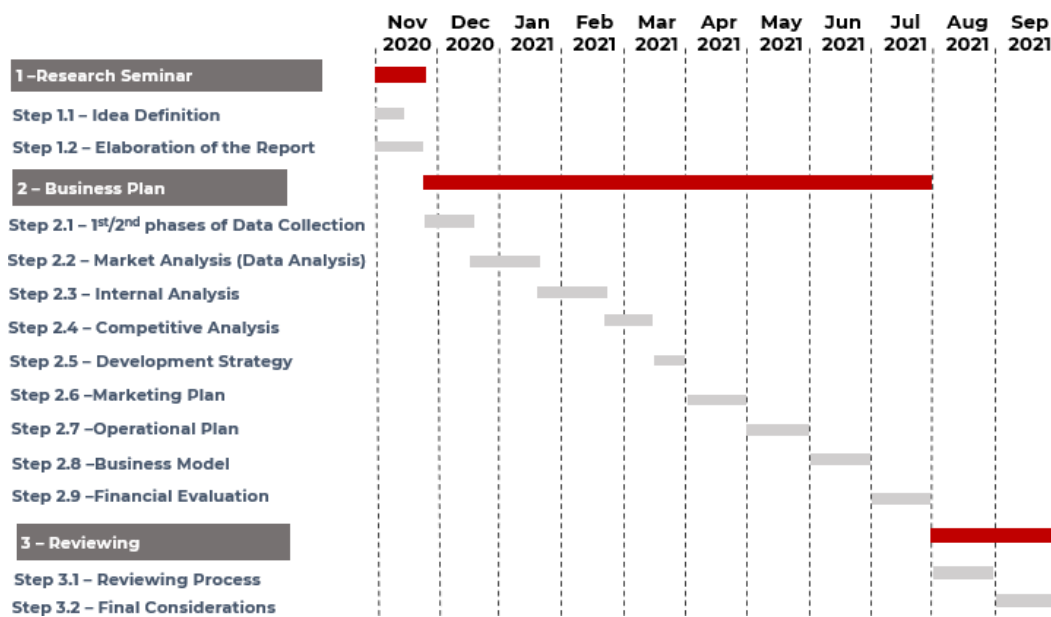 Nov Dec Jan Feb Mar Apr May Jun Jul Aug Sep
2020 2020 2021 2021 2021 2021 2021 2021 2021 2021 2021
1 –Research Seminar
Step 1.1 – Idea Definition
Step 1.2 – Elaboration of the Report
2 – Business Plan
Step 2.1 – 1st/2nd phases of Data Collection
Step 2.2 – Market Analysis (Data Analysis)
Step 2.3 – Internal Analysis
Step 2.4 – Competitive Analysis
Step 2.5 – Development Strategy
Step 2.6 –Marketing Plan
Step 2.7 –Operational Plan
Step 2.8 –Business Model
Step 2.9 –Financial Evaluation
3 – Reviewing
Step 3.1 – Reviewing Process
Step 3.2 – Final Considerations